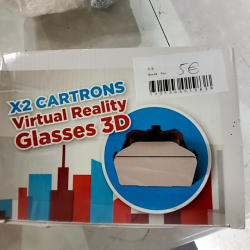 5€
X2 CARTRONS
Virtual Reality
Glasses 3D